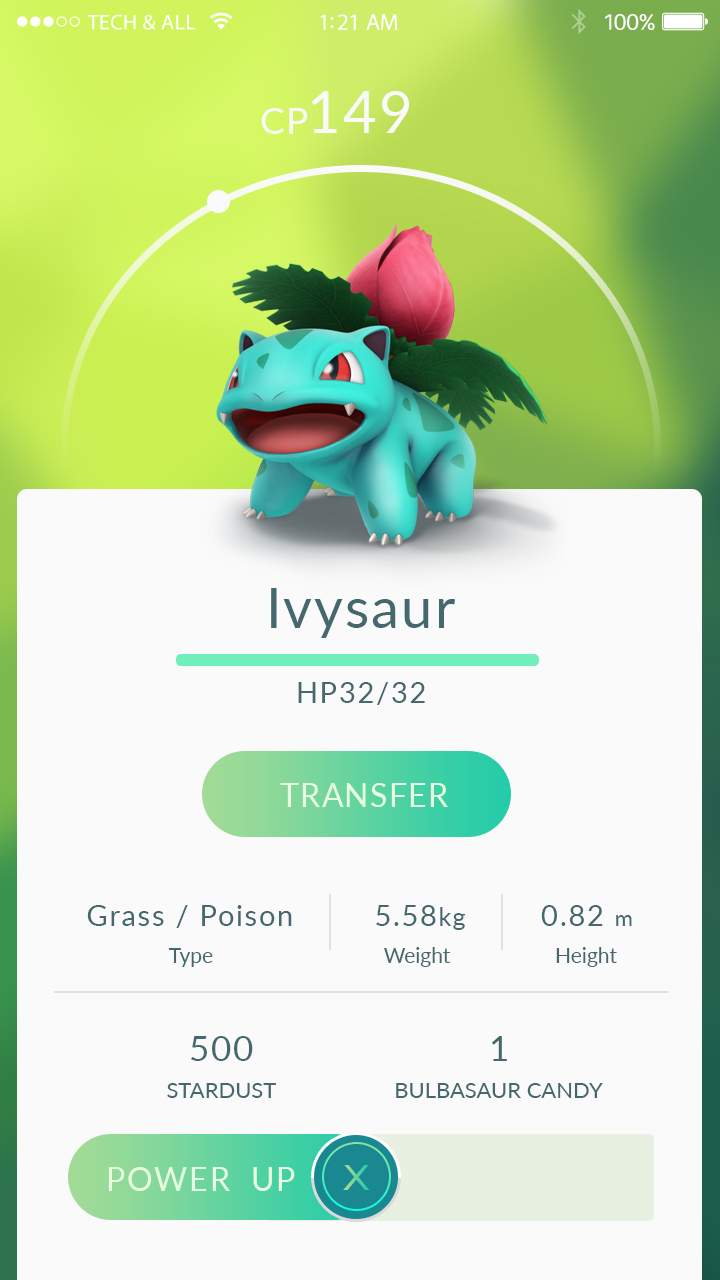 TECH & ALL 1:21 AM 100%
CP149
Ivysaur
HP32/32
TRANSFER
Grass / Poison 5.58kg 0.82 m
Type Weight Height
500 1
STARDUST BULBASAUR CANDY
POWER UP X